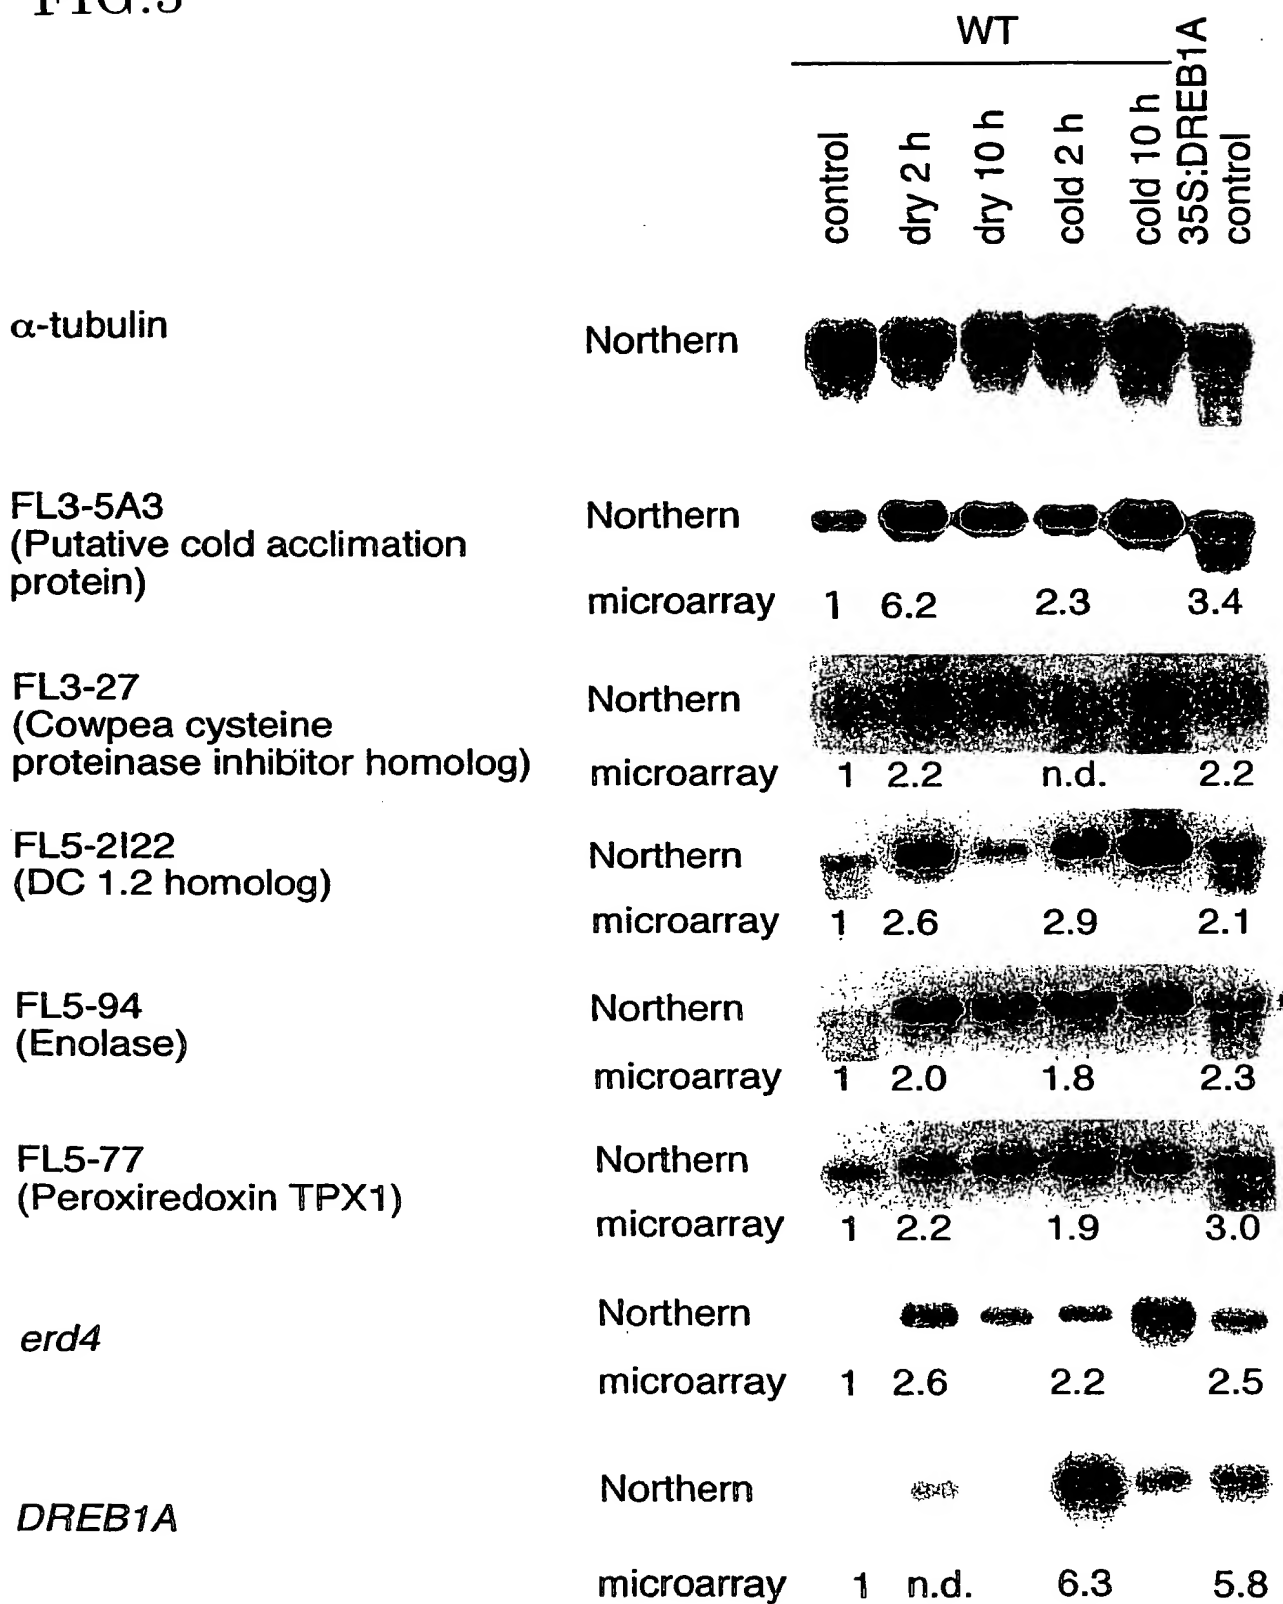 FIG.3
WT
control
dry 2 h
dry 10 h
cold 2 h
cold 10 h
35S:DREB1A
control
α-tubulin
Northern
FL3-5A3
(Putative cold acclimation
protein)
Northern
microarray 1 6.2 2.3 3.4
FL3-27
(Cowpea cysteine
proteinase inhibitor homolog)
Northern
microarray 1 2.2 n.d. 2.2
FL5-2I22
(DC 1.2 homolog)
Northern
microarray 1 2.6 2.9 2.1
FL5-94
(Enolase)
Northern
microarray 1 2.0 1.8 2.3
FL5-77
(Peroxiredoxin TPX1)
Northern
microarray 1 2.2 1.9 3.0
erd4
Northern
microarray 1 2.6 2.2 2.5
DREB1A
Northern
microarray 1 n.d. 6.3 5.8